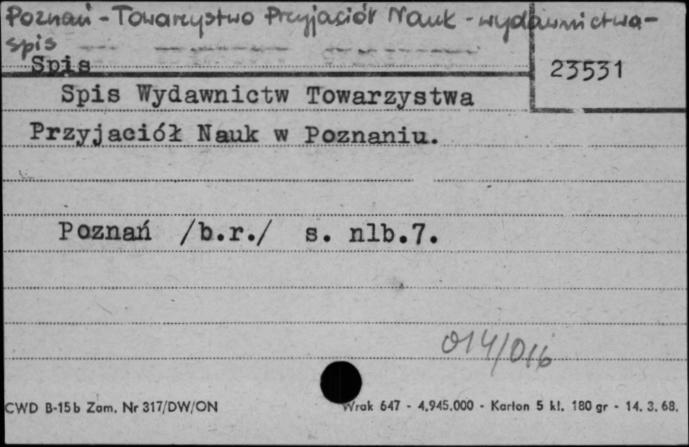 Poznań - Towarzystwo Przyjaciół Nauk - wydawnictwa -
spis
Spis
23531
Spis Wydawnictw Towarzystwa
Przyjaciół Nauk w Poznaniu.
Poznań /b.r./ s. nlb.7.
014/016
CWD B-15b Zam. Nr 317/DW/ON
Wrak 647 - 4.945.000 - Karton 5 kl. 180 gr - 14. 3. 68.